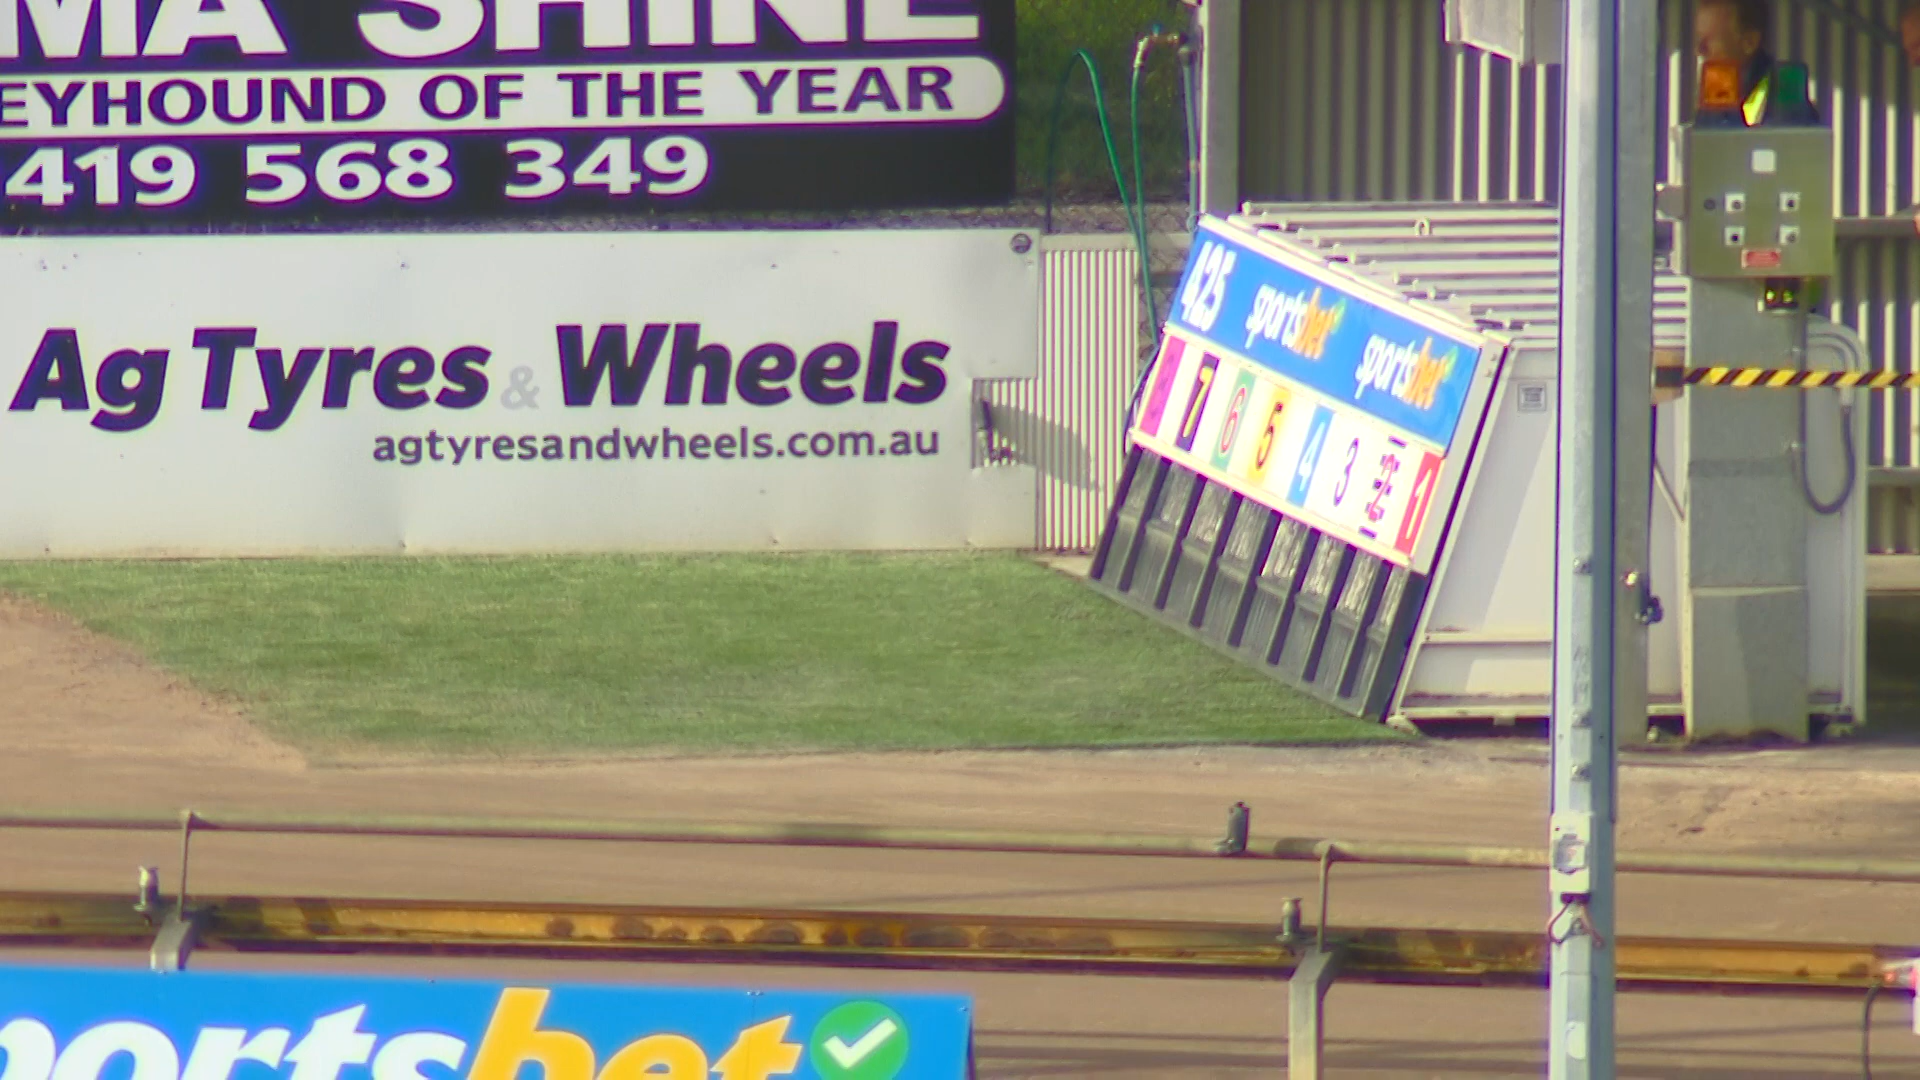 MA SHINE
EYHOUND OF THE YEAR
419 568 349
Ag Tyres & Wheels
agtyresandwheels.com.au
425 sportsbet sportsbet
8 7 6 5 4 3 2 1
portsbet